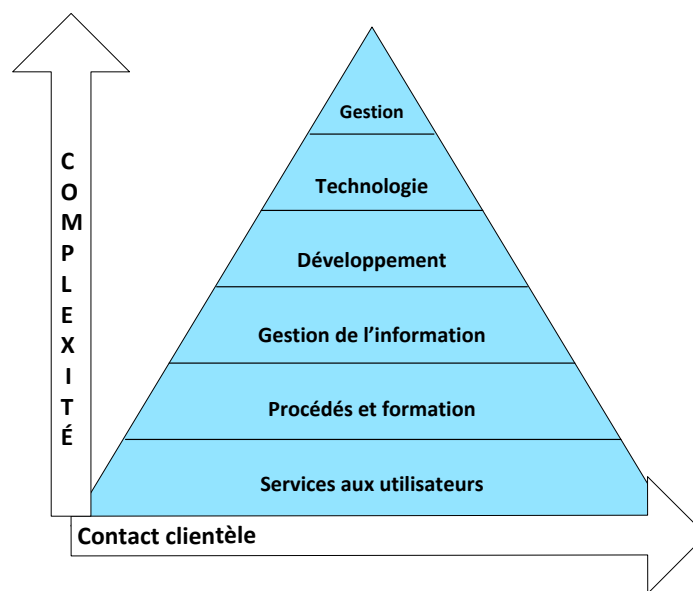 Gestion
Technologie
Développement
Gestion de l’information
Procédés et formation
Services aux utilisateurs
COMPLEXITÉ
Contact clientèle